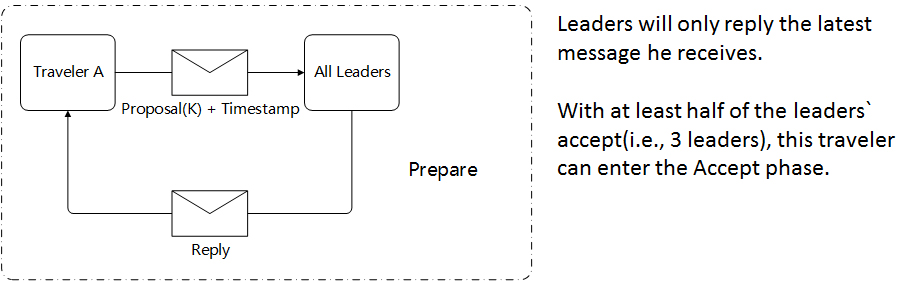 Traveler A
All Leaders
Proposal(K) + Timestamp
Prepare
Reply
Leaders will only reply the latest
message he receives.
With at least half of the leaders`
accept(i.e., 3 leaders), this traveler
can enter the Accept phase.